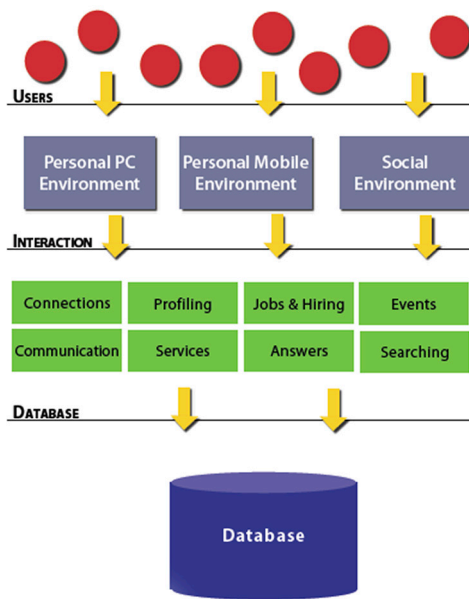 USERS
Personal PC
Environment
Personal Mobile
Environment
Social
Environment
INTERACTION
Connections
Profiling
Jobs & Hiring
Events
Communication
Services
Answers
Searching
DATABASE
Database